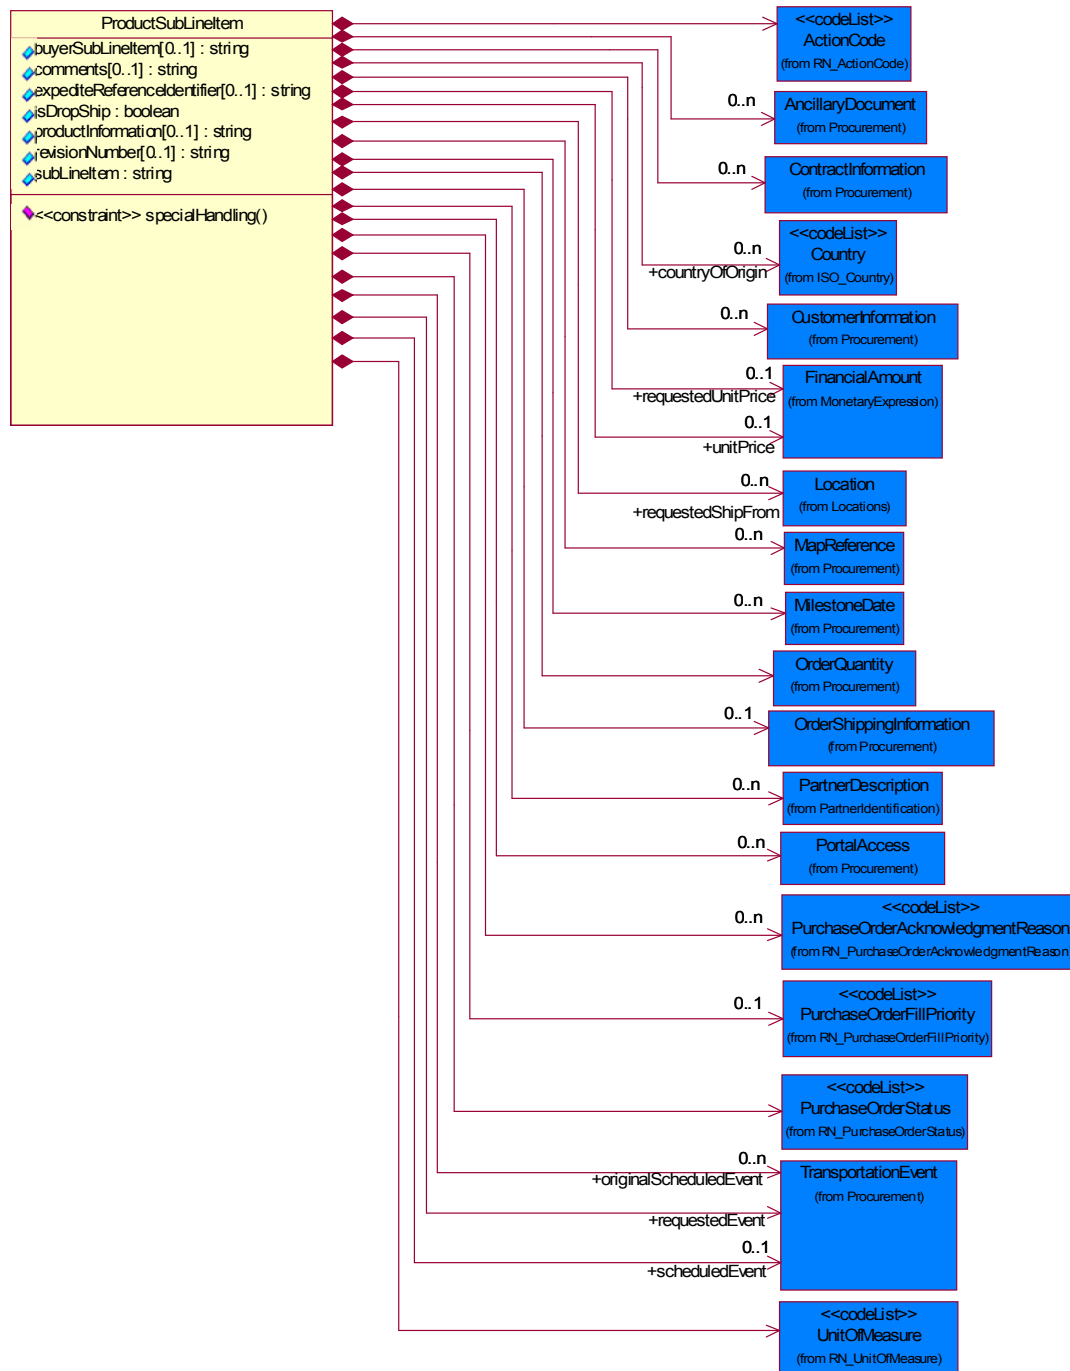 ProductSubLineItem
buyerSubLineItem[0..1] : string
comments[0..1] : string
expediteReferenceIdentifier[0..1] : string
isDropShip : boolean
productInformation[0..1] : string
revisionNumber[0..1] : string
subLineItem : string
<<constraint>> specialHandling()
<<codeList>>
ActionCode
(from RN_ActionCode)
0..n
AncillaryDocument
(from Procurement)
0..n
ContractInformation
(from Procurement)
0..n
+countryOfOrigin
<<codeList>>
Country
(from ISO_Country)
0..n
CustomerInformation
(from Procurement)
0..1
+requestedUnitPrice
FinancialAmount
(from MonetaryExpression)
0..1
+unitPrice
0..n
+requestedShipFrom
Location
(from Locations)
0..n
MapReference
(from Procurement)
0..n
MilestoneDate
(from Procurement)
OrderQuantity
(from Procurement)
0..1
OrderShippingInformation
(from Procurement)
0..n
PartnerDescription
(from PartnerIdentification)
0..n
PortalAccess
(from Procurement)
0..n
<<codeList>>
PurchaseOrderAcknowledgmentReason
(from RN_PurchaseOrderAcknowledgmentReason
0..1
<<codeList>>
PurchaseOrderFillPriority
(from RN_PurchaseOrderFillPriority)
<<codeList>>
PurchaseOrderStatus
(from RN_PurchaseOrderStatus)
0..n
+originalScheduledEvent
TransportationEvent
(from Procurement)
+requestedEvent
0..1
+scheduledEvent
<<codeList>>
UnitOfMeasure
(from RN_UnitOfMeasure)